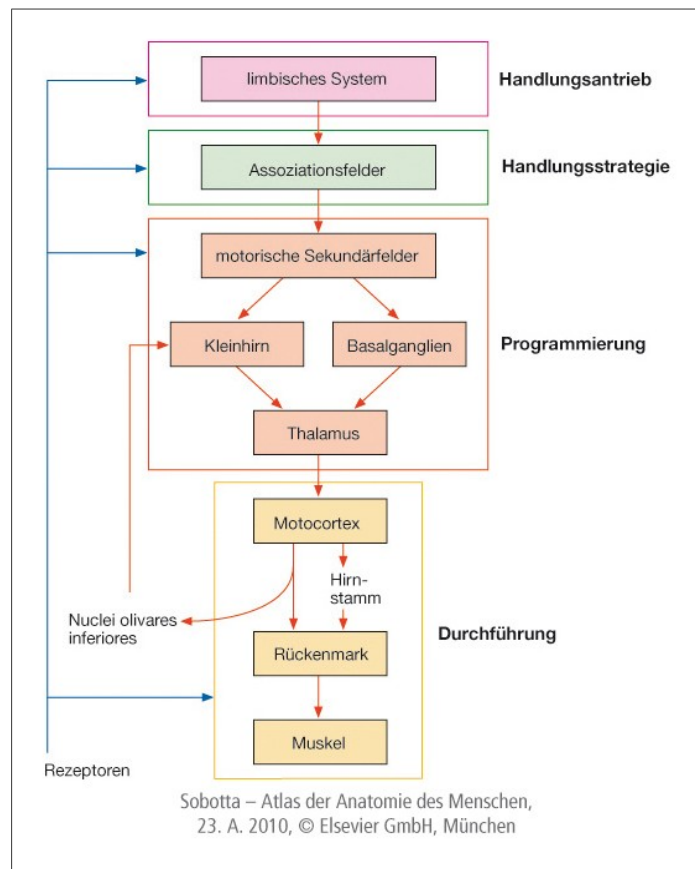 limbisches System
Handlungsantrieb
Assoziationsfelder
Handlungsstrategie
motorische Sekundärfelder
Kleinhirn
Basalganglien
Programmierung
Thalamus
Motocortex
Hirn-
stamm
Nuclei olivares
inferiores
Durchführung
Rückenmark
Muskel
Rezeptoren
Sobotta – Atlas der Anatomie des Menschen,
23. A. 2010, © Elsevier GmbH, München